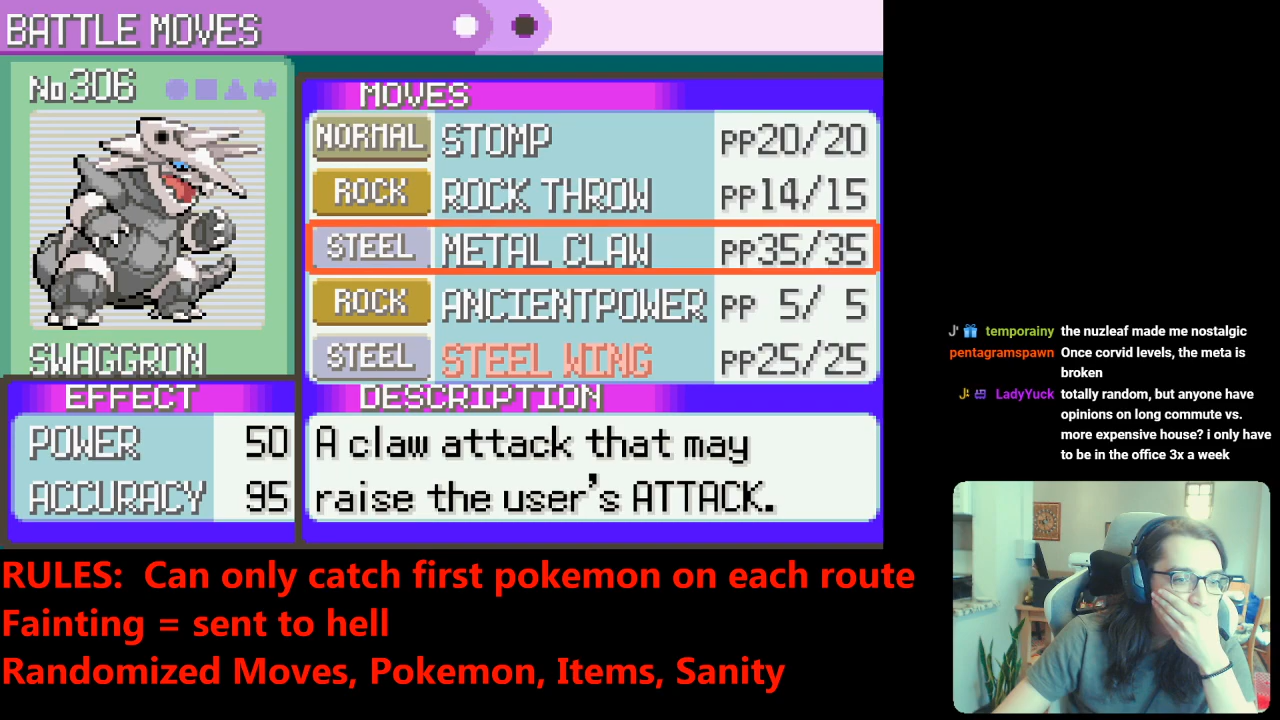 BATTLE MOVES
No306
SWAGGRON
MOVES
NORMAL STOMP PP20/20
ROCK ROCK THROW PP14/15
STEEL METAL CLAW PP35/35
ROCK ANCIENTPOWER PP 5/ 5
STEEL STEEL WING PP25/25
EFFECT
POWER 50
ACCURACY 95
DESCRIPTION
A claw attack that may
raise the user's ATTACK.
temporainy the nuzleaf made me nostalgic
pentagramspawn Once corvid levels, the meta is
broken
LadyYuck totally random, but anyone have
opinions on long commute vs.
more expensive house? i only have
to be in the office 3x a week
RULES: Can only catch first pokemon on each route
Fainting = sent to hell
Randomized Moves, Pokemon, Items, Sanity